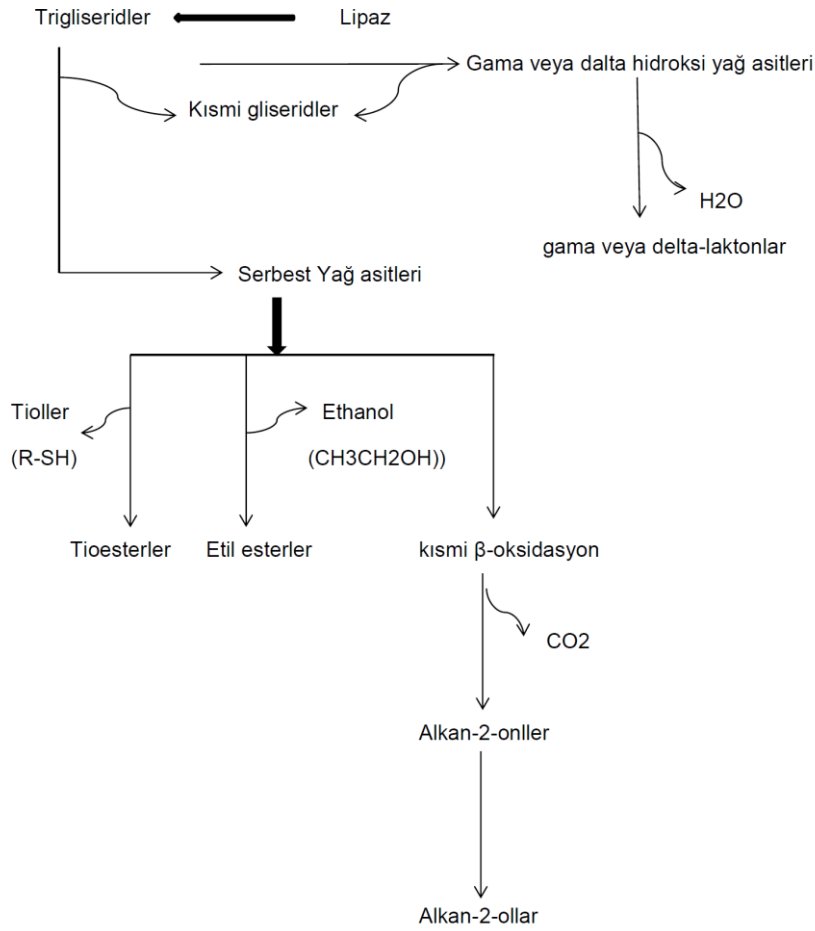 Trigliseridler
Lipaz
Gama veya dalta hidroksi yağ asitleri
Kısmi gliseridler
H2O
gama veya delta-laktonlar
Serbest Yağ asitleri
Tioller
(R-SH)
Ethanol
(CH3CH2OH))
Tioesterler
Etil esterler
kısmi β-oksidasyon
CO2
Alkan-2-onller
Alkan-2-ollar